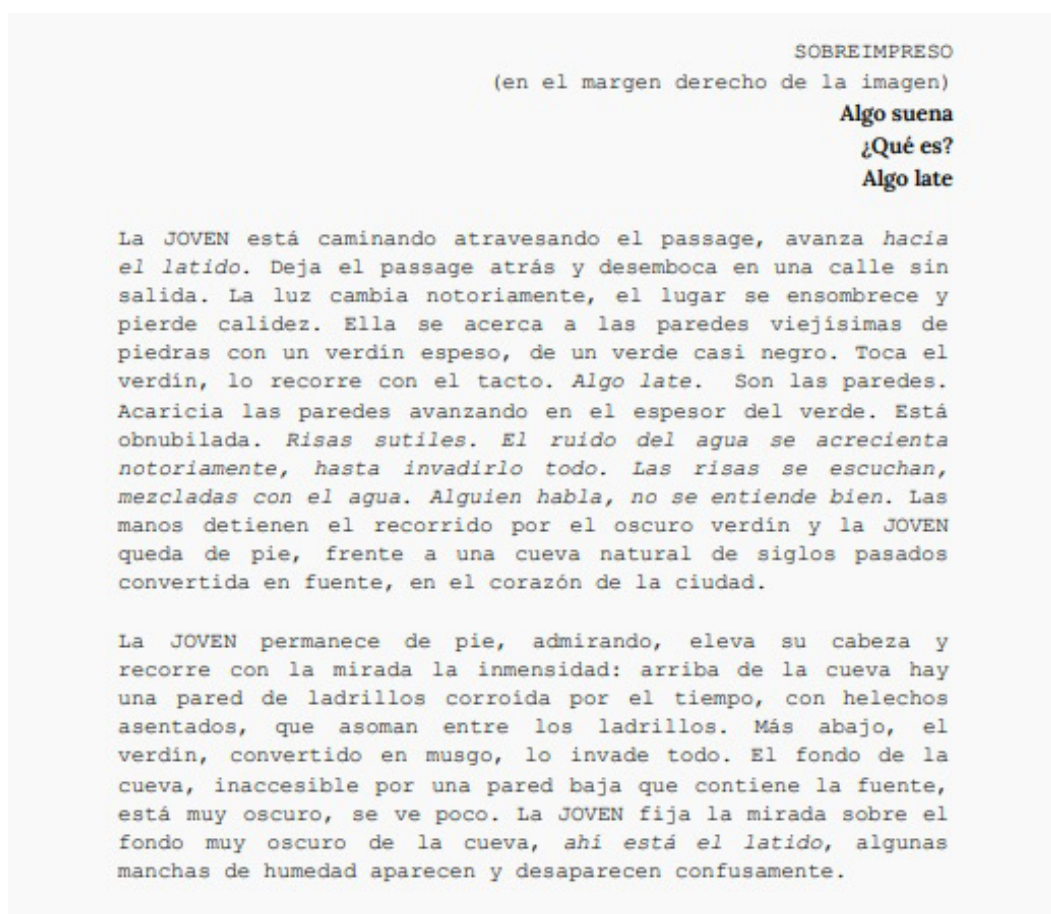 SOBREIMPRESO
(en el margen derecho de la imagen)
Algo suena
¿Qué es?
Algo late
La JOVEN está caminando atravesando el passage, avanza hacia
el latido. Deja el passage atrás y desemboca en una calle sin
salida. La luz cambia notoriamente, el lugar se ensombrece y
pierde calidez. Ella se acerca a las paredes viejísimas de
piedras con un verdín espeso, de un verde casi negro. Toca el
verdín, lo recorre con el tacto. Algo late. Son las paredes.
Acaricia las paredes avanzando en el espesor del verde. Está
obnubilada. Risas sutiles. El ruido del agua se acrecienta
notoriamente, hasta invadirlo todo. Las risas se escuchan,
mezcladas con el agua. Alguien habla, no se entiende bien. Las
manos detienen el recorrido por el oscuro verdín y la JOVEN
queda de pie, frente a una cueva natural de siglos pasados
convertida en fuente, en el corazón de la ciudad.
La JOVEN permanece de pie, admirando, eleva su cabeza y
recorre con la mirada la inmensidad: arriba de la cueva hay
una pared de ladrillos corroída por el tiempo, con helechos
asentados, que asoman entre los ladrillos. Más abajo, el
verdín, convertido en musgo, lo invade todo. El fondo de la
cueva, inaccesible por una pared baja que contiene la fuente,
está muy oscuro, se ve poco. La JOVEN fija la mirada sobre el
fondo muy oscuro de la cueva, ahí está el latido, algunas
manchas de humedad aparecen y desaparecen confusamente.